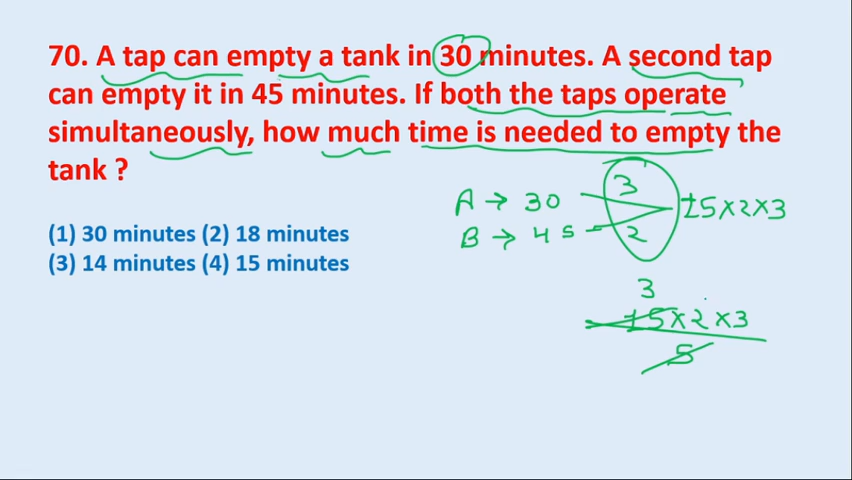 70. A tap can empty a tank in 30 minutes. A second tap
can empty it in 45 minutes. If both the taps operate
simultaneously, how much time is needed to empty the
tank ?
A → 30 3 15×2×3
B → 45 2
(1) 30 minutes (2) 18 minutes
(3) 14 minutes (4) 15 minutes
3
15×2×3
5